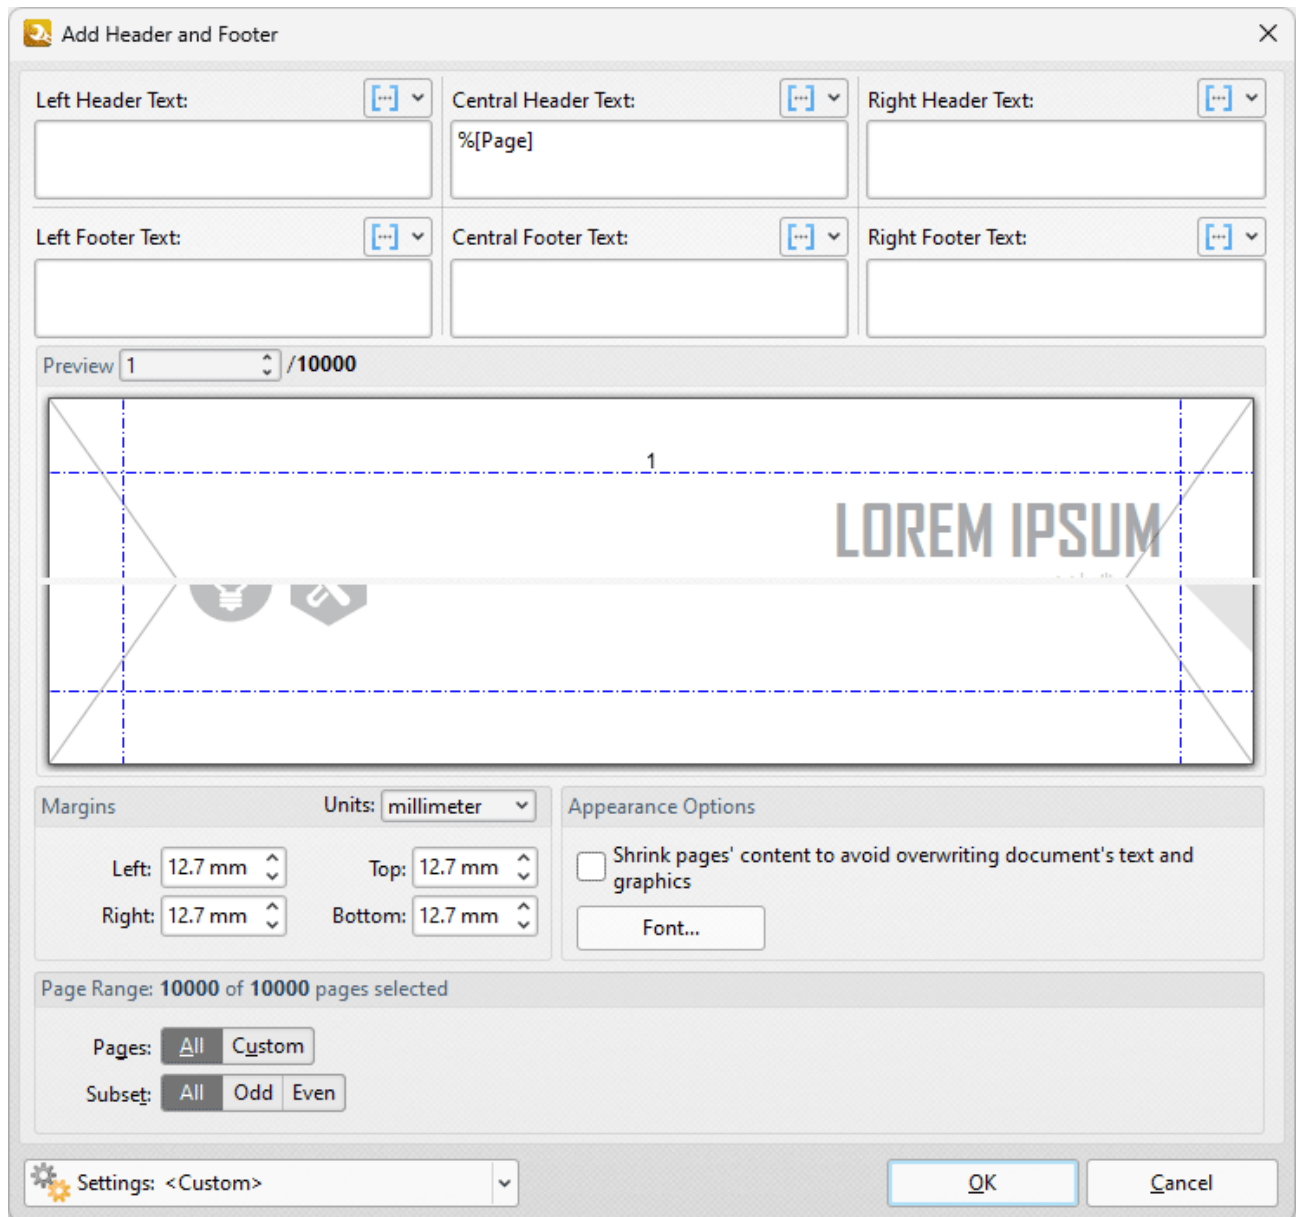 Add Header and Footer
Left Header Text:
Central Header Text:
Right Header Text:
%[Page]
Left Footer Text:
Central Footer Text:
Right Footer Text:
Preview 1 /10000
1
LOREM IPSUM
Margins
Units: millimeter
Appearance Options
Left: 12.7 mm
Top: 12.7 mm
Shrink pages' content to avoid overwriting document's text and
graphics
Right: 12.7 mm
Bottom: 12.7 mm
Font...
Page Range: 10000 of 10000 pages selected
Pages: All Custom
Subset: All Odd Even
Settings: <Custom>
OK
Cancel